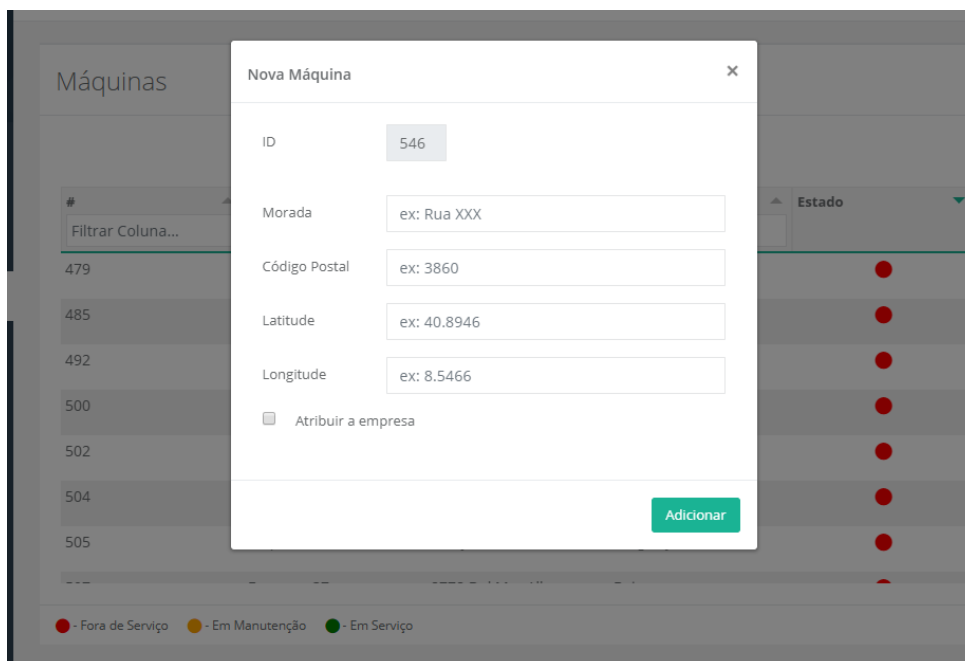 Máquinas
Nova Máquina ×
ID 546
Morada ex: Rua XXX
Código Postal ex: 3860
Latitude ex: 40.8946
Longitude ex: 8.5466
Atribuir a empresa
Adicionar
# Estado
Filtrar Coluna...
479
485
492
500
502
504
505
- Fora de Serviço - Em Manutenção - Em Serviço